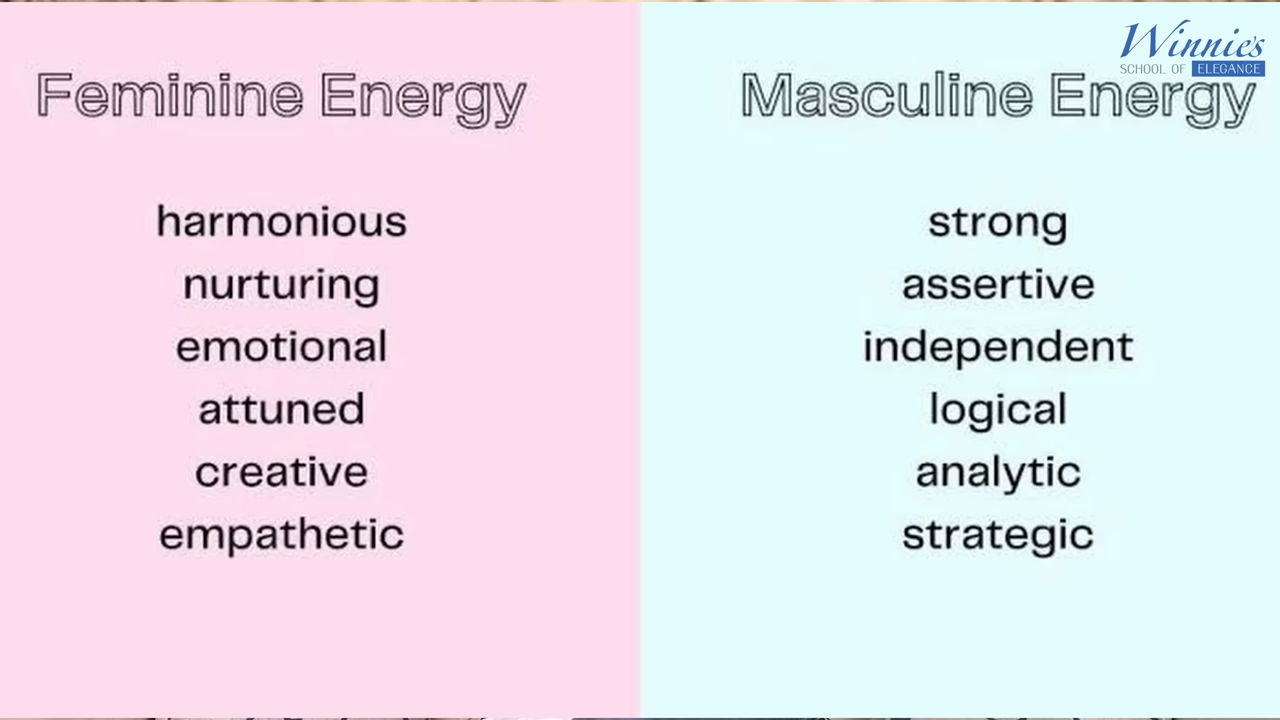 Winnie's
SCHOOL OF ELEGANCE
Feminine Energy
harmonious
nurturing
emotional
attuned
creative
empathetic
Masculine Energy
strong
assertive
independent
logical
analytic
strategic